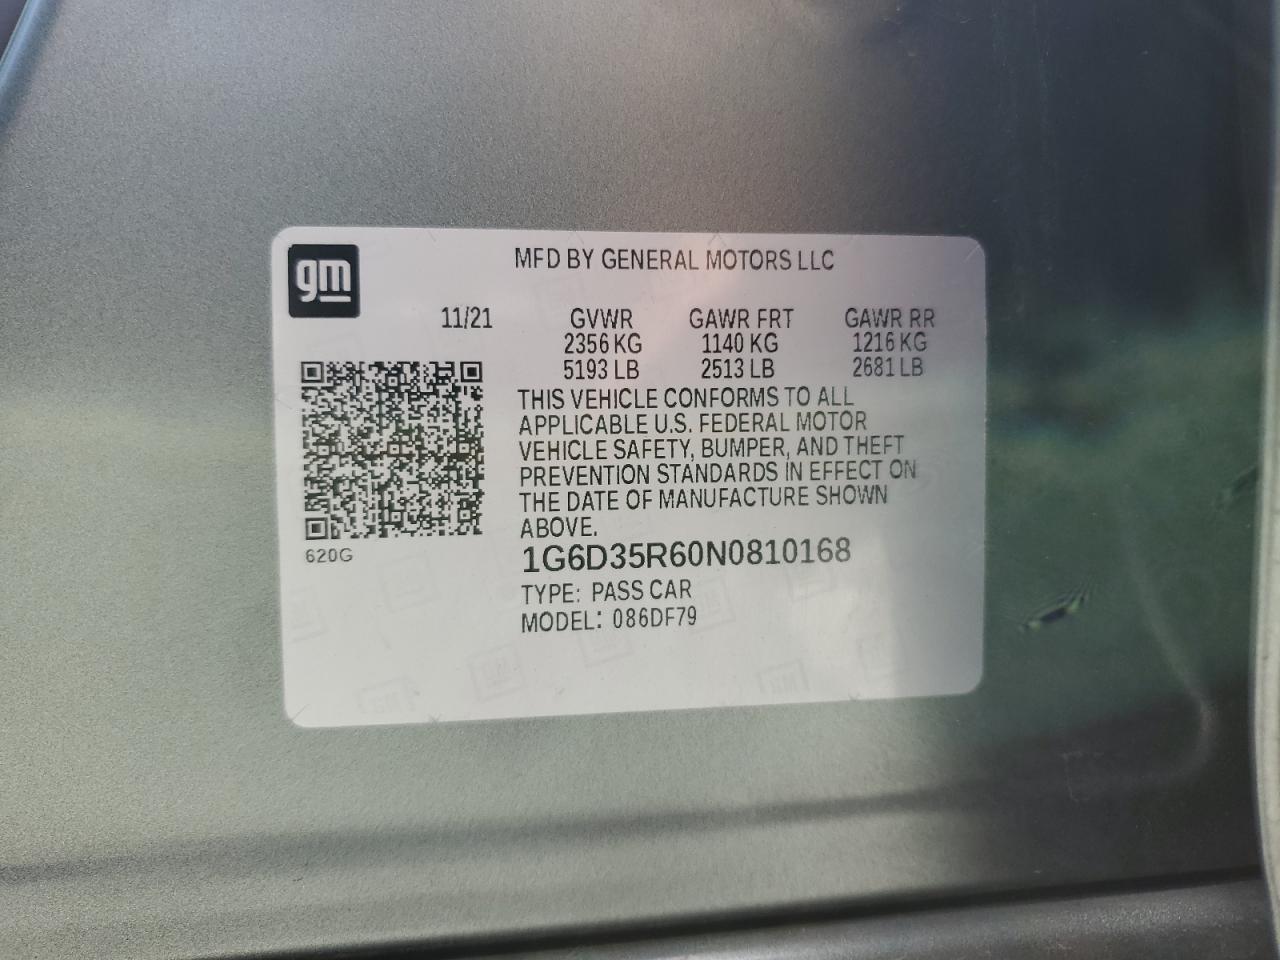 gm
MFD BY GENERAL MOTORS LLC
11/21 GVWR GAWR FRT GAWR RR
2356 KG 1140 KG 1216 KG
5193 LB 2513 LB 2681 LB
THIS VEHICLE CONFORMS TO ALL
APPLICABLE U.S. FEDERAL MOTOR
VEHICLE SAFETY, BUMPER, AND THEFT
PREVENTION STANDARDS IN EFFECT ON
THE DATE OF MANUFACTURE SHOWN
ABOVE.
620G
1G6D35R60N0810168
TYPE: PASS CAR
MODEL: 086DF79